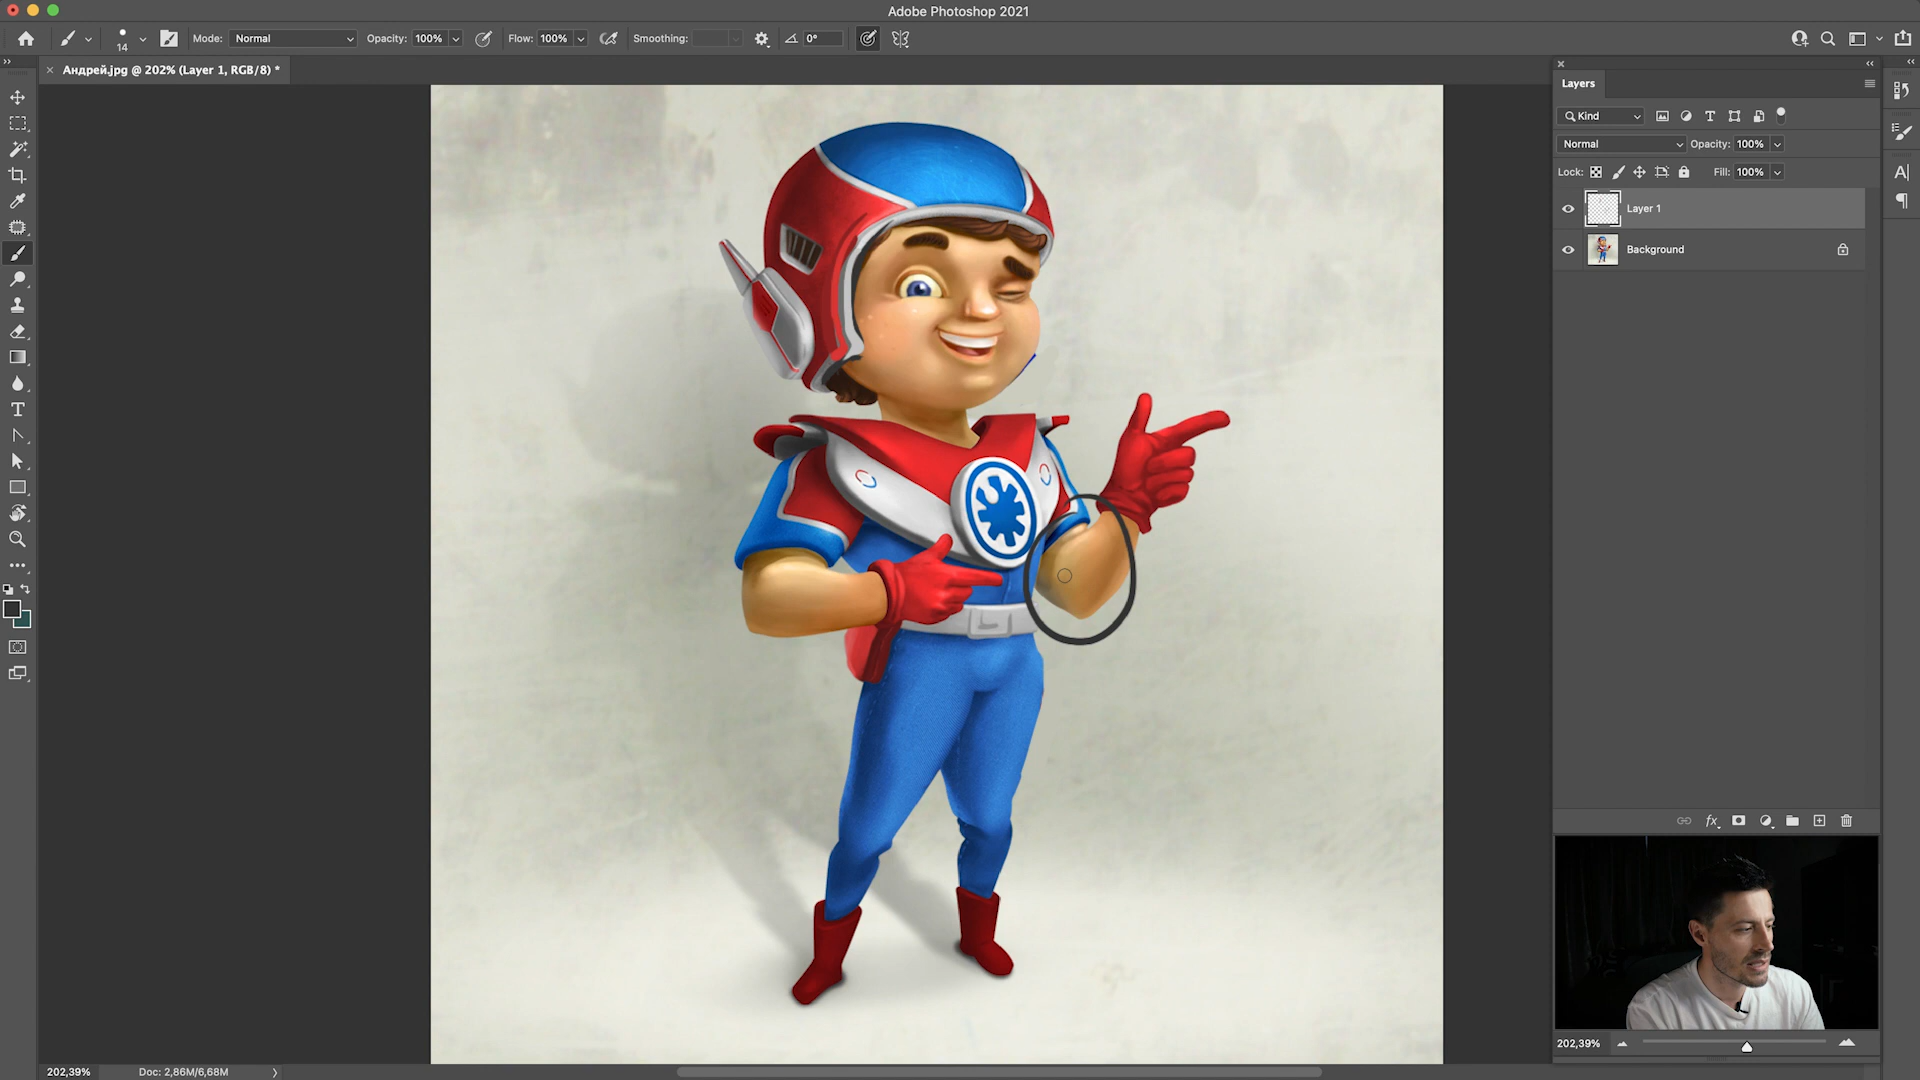 Adobe Photoshop 2021
14
Mode: Normal
Opacity: 100%
Flow: 100%
Smoothing:
0°
Андрей.jpg @ 202% (Layer 1, RGB/8) *
Layers
Kind
Normal
Opacity: 100%
Lock:
Fill: 100%
Layer 1
Background
fx
202,39%
202,39%
Doc: 2,86M/6,68M